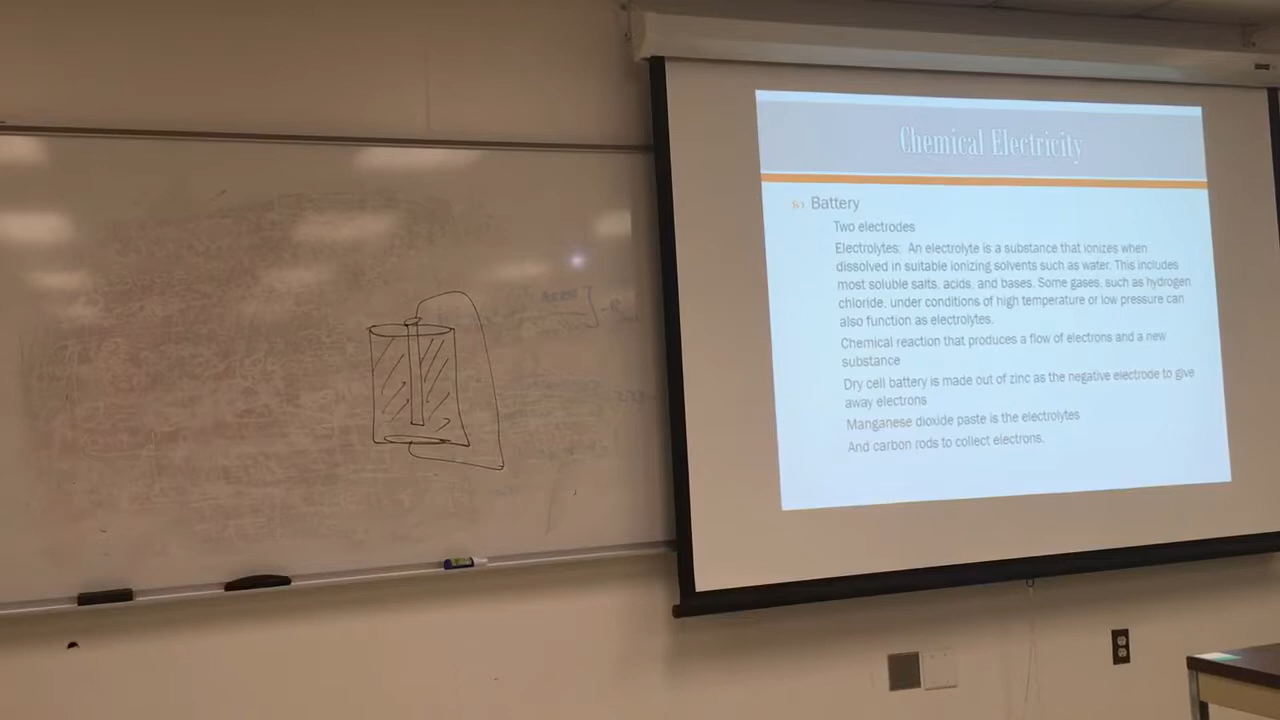 Chemical Electricity
Battery
Two electrodes
Electrolytes: An electrolyte is a substance that ionizes when
dissolved in suitable ionizing solvents such as water. This includes
most soluble salts, acids, and bases. Some gases, such as hydrogen
chloride, under conditions of high temperature or low pressure can
also function as electrolytes.
Chemical reaction that produces a flow of electrons and a new
substance
Dry cell battery is made out of zinc as the negative electrode to give
away electrons
Manganese dioxide paste is the electrolytes
And carbon rods to collect electrons.